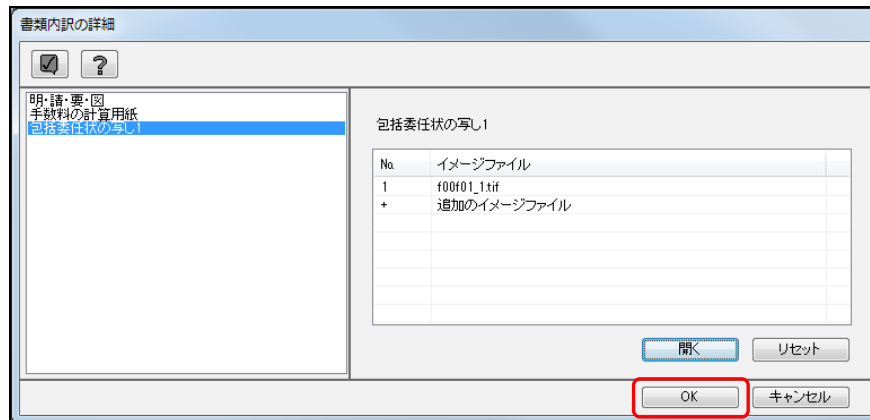 書類内訳の詳細
?
明・請・要・図
手数料の計算用紙
包括委任状の写し1
包括委任状の写し1
No. イメージファイル
1 f00f01_1.tif
+ 追加のイメージファイル
開く リセット
OK キャンセル